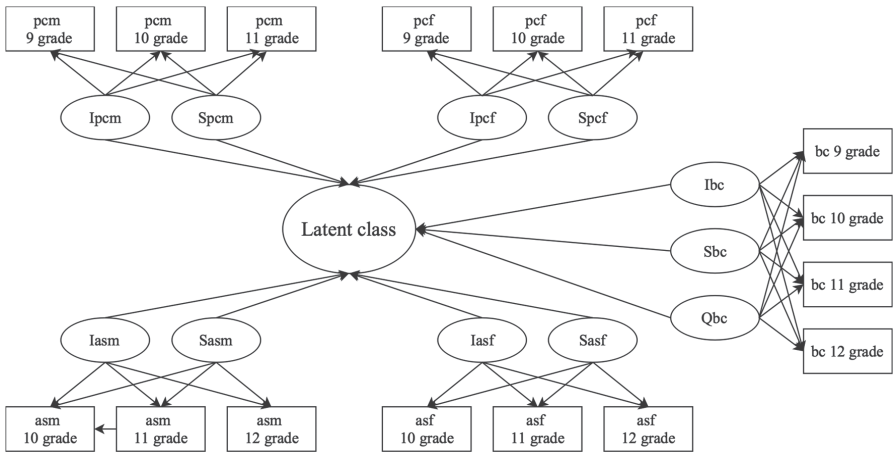 pcm
9 grade
pcm
10 grade
pcm
11 grade
pcf
9 grade
pcf
10 grade
pcf
11 grade
Ipcm
Spcm
Ipcf
Spcf
bc 9 grade
Ibc
bc 10 grade
Latent class
Sbc
bc 11 grade
Qbc
bc 12 grade
Iasm
Sasm
Iasf
Sasf
asm
10 grade
asm
11 grade
asm
12 grade
asf
10 grade
asf
11 grade
asf
12 grade